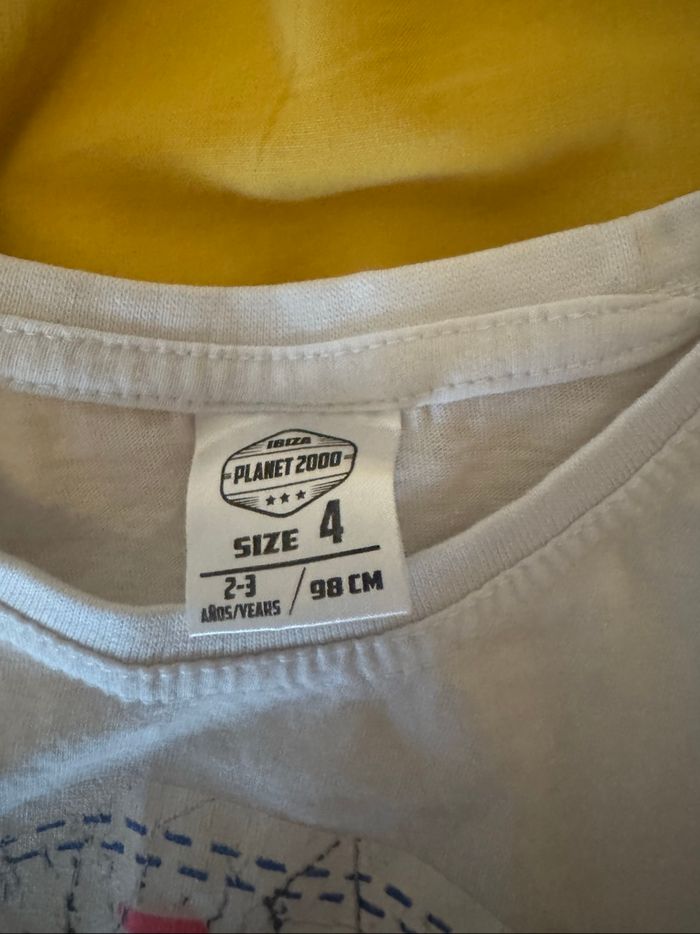 IBIZA
PLANET 2000
SIZE 4
2-3
AÑOS/YEARS / 98 CM